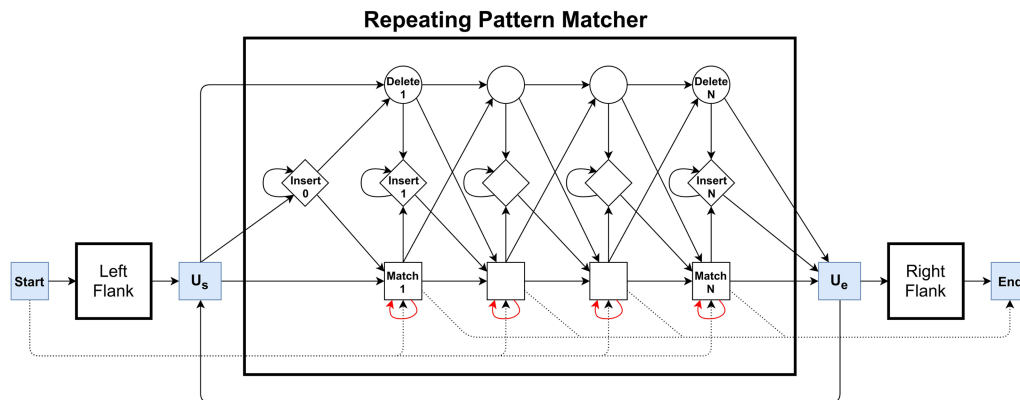 Repeating Pattern Matcher
Delete
1
Delete
N
Insert
0
Insert
1
Insert
N
Start
Left
Flank
Us
Match
1
Match
N
Ue
Right
Flank
End